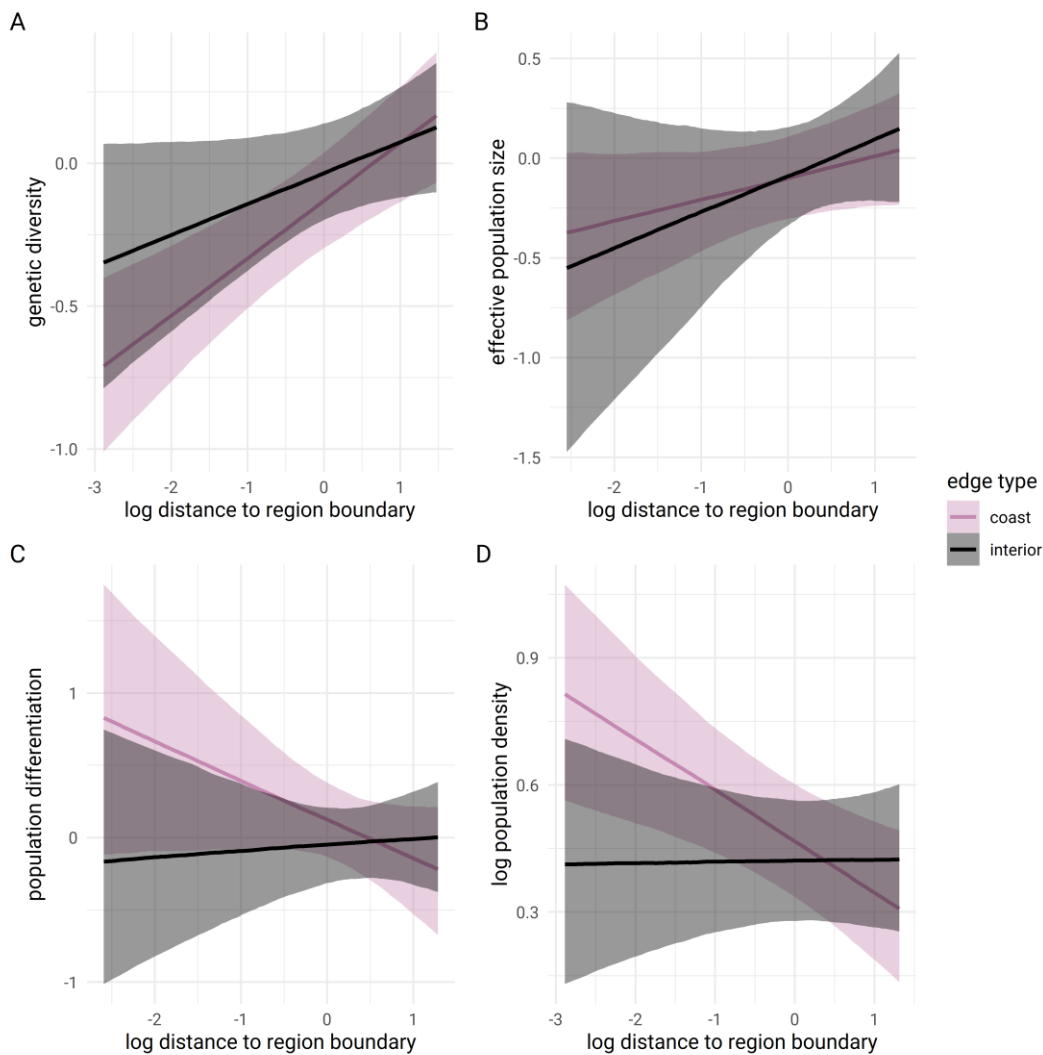 A
genetic diversity
0.0
-0.5
-1.0
-3 -2 -1 0 1
log distance to region boundary
B
effective population size
0.5
0.0
-0.5
-1.0
-1.5
-2 -1 0 1
log distance to region boundary
edge type
coast
interior
C
population differentiation
1
0
-1
-2 -1 0 1
log distance to region boundary
D
log population density
0.9
0.6
0.3
-3 -2 -1 0 1
log distance to region boundary